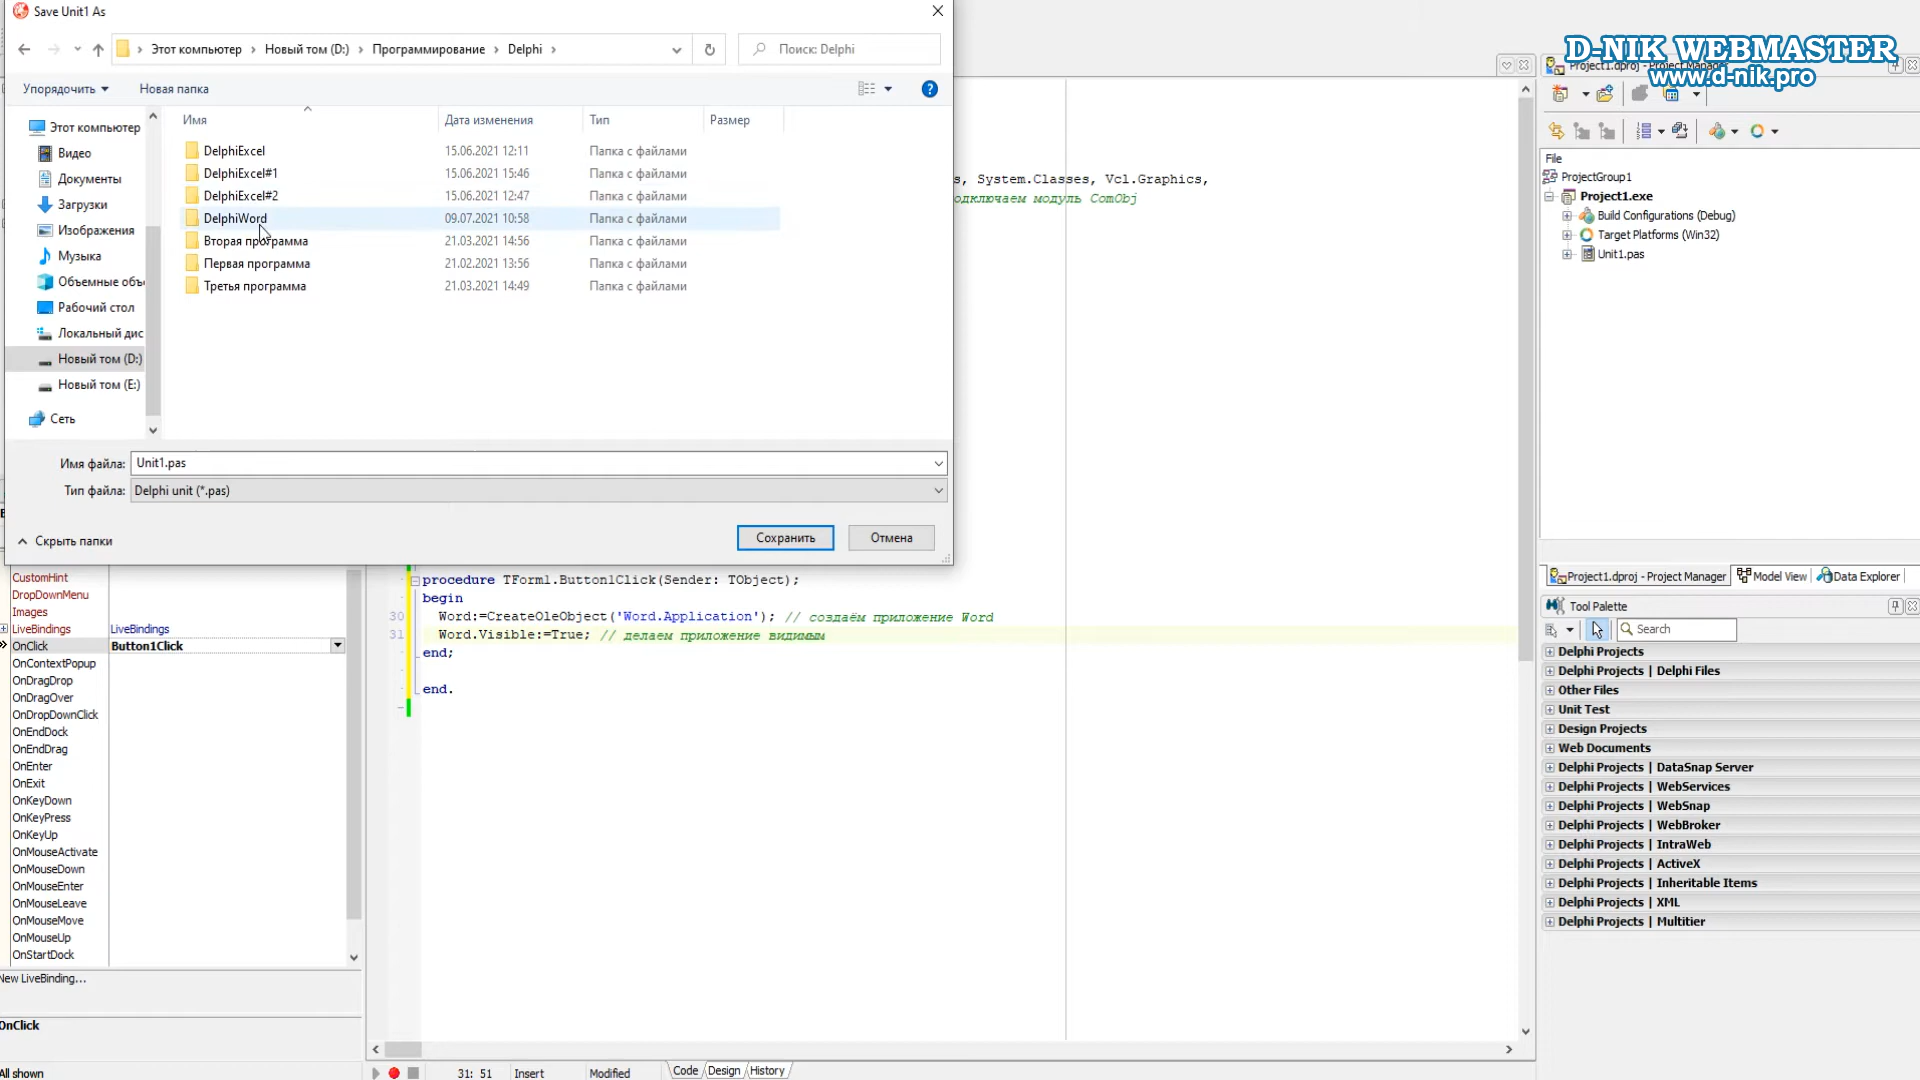 Save Unit1 As
Этот компьютер
Новый том (D:)
Программирование
Delphi
Поиск: Delphi
Упорядочить
Новая папка
Имя
Дата изменения
Тип
Размер
DelphiExcel 15.06.2021 12:11 Папка с файлами
DelphiExcel#1 15.06.2021 15:46 Папка с файлами
DelphiExcel#2 15.06.2021 12:47 Папка с файлами
DelphiWord 09.07.2021 10:58 Папка с файлами
Вторая программа 21.03.2021 14:56 Папка с файлами
Первая программа 21.02.2021 13:56 Папка с файлами
Третья программа 21.03.2021 14:49 Папка с файлами
Этот компьютер
Видео
Документы
Загрузки
Изображения
Музыка
Объемные объ
Рабочий стол
Локальный дис
Новый том (D:)
Новый том (E:)
Сеть
Имя файла: Unit1.pas
Тип файла: Delphi unit (*.pas)
Скрыть папки
Сохранить
Отмена
D-NIK WEBMASTER
www.d-nik.pro
Project1.dproj - Project Manager
s, System.Classes, Vcl.Graphics,
одключаем модуль ComObj
procedure TForm1.Button1Click(Sender: TObject);
begin
30 Word:=CreateOleObject('Word.Application'); // создаём приложение Word
31 Word.Visible:=True; // делаем приложение видимым
end;
end.
CustomHint
DropDownMenu
Images
LiveBindings LiveBindings
OnClick Button1Click
OnContextPopup
OnDragDrop
OnDragOver
OnDropDownClick
OnEndDock
OnEndDrag
OnEnter
OnExit
OnKeyDown
OnKeyPress
OnKeyUp
OnMouseActivate
OnMouseDown
OnMouseEnter
OnMouseLeave
OnMouseMove
OnMouseUp
OnStartDock
New LiveBinding...
OnClick
All shown
31: 51
Insert
Modified
Code
Design
History
File
ProjectGroup1
Project1.exe
Build Configurations (Debug)
Target Platforms (Win32)
Unit1.pas
Project1.dproj - Project Manager
Model View
Data Explorer
Tool Palette
Search
Delphi Projects
Delphi Projects | Delphi Files
Other Files
Unit Test
Design Projects
Web Documents
Delphi Projects | DataSnap Server
Delphi Projects | WebServices
Delphi Projects | WebSnap
Delphi Projects | WebBroker
Delphi Projects | IntraWeb
Delphi Projects | ActiveX
Delphi Projects | Inheritable Items
Delphi Projects | XML
Delphi Projects | Multitier